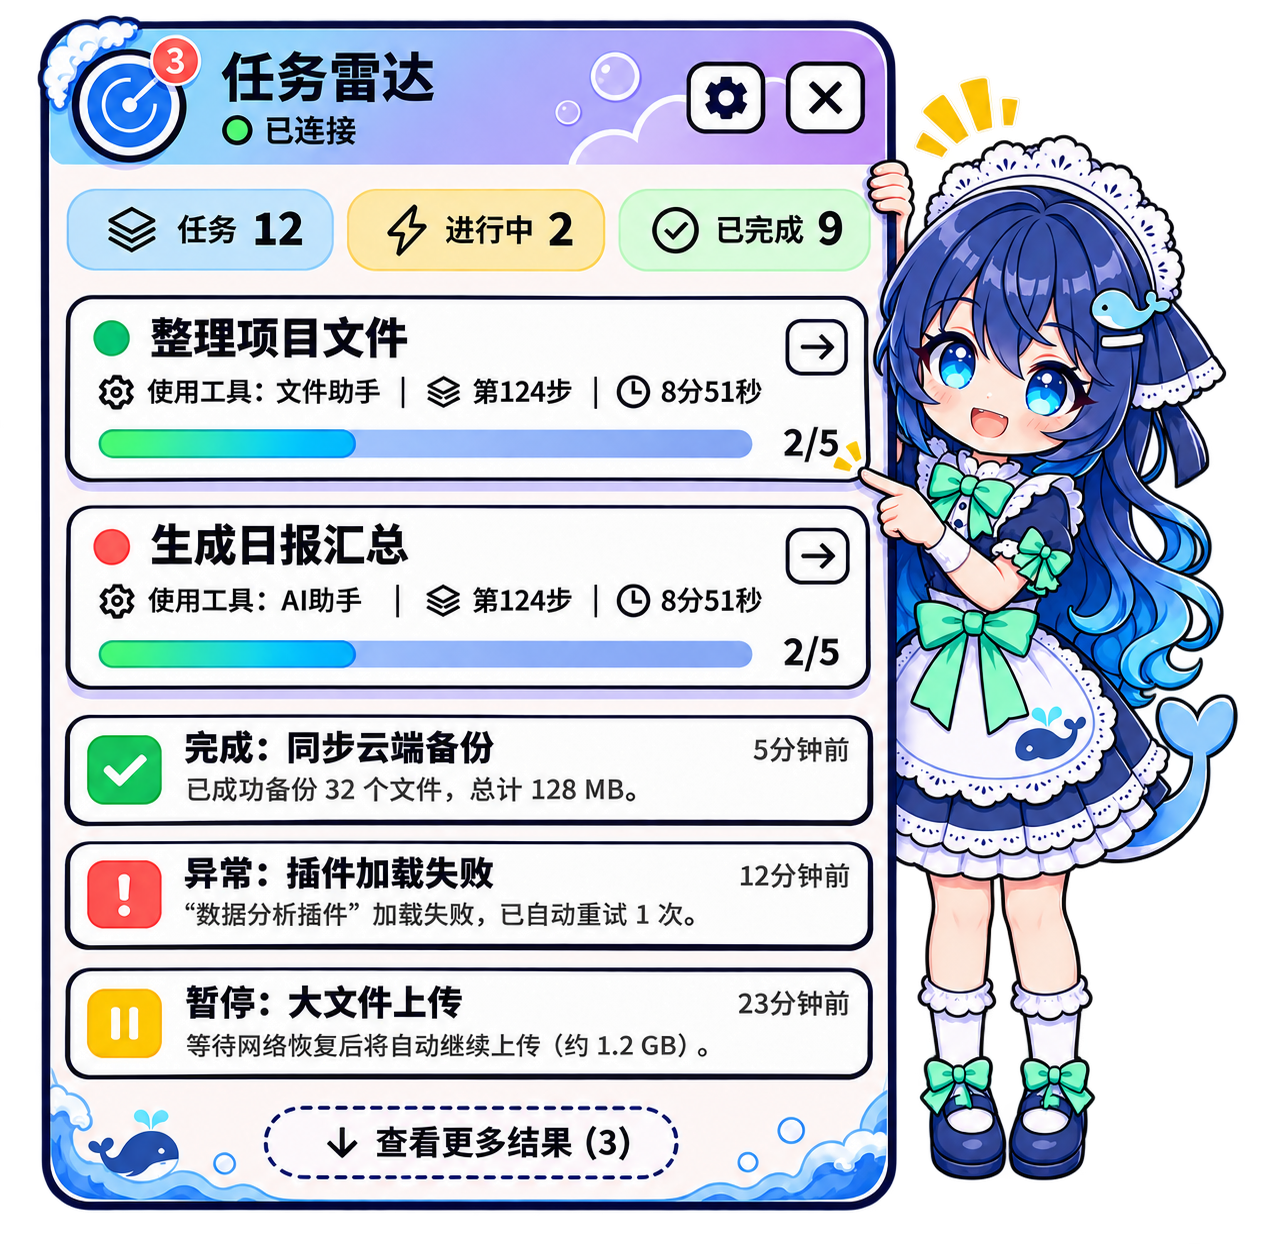 3
任务雷达
已连接
任务 12
进行中 2
已完成 9
整理项目文件
使用工具：文件助手 | 第124步 | 8分51秒
2/5
生成日报汇总
使用工具：AI助手 | 第124步 | 8分51秒
2/5
完成：同步云端备份
5分钟前
已成功备份 32 个文件，总计 128 MB。
异常：插件加载失败
12分钟前
“数据分析插件”加载失败，已自动重试 1 次。
暂停：大文件上传
23分钟前
等待网络恢复后将自动继续上传（约 1.2 GB）。
查看更多结果 (3)